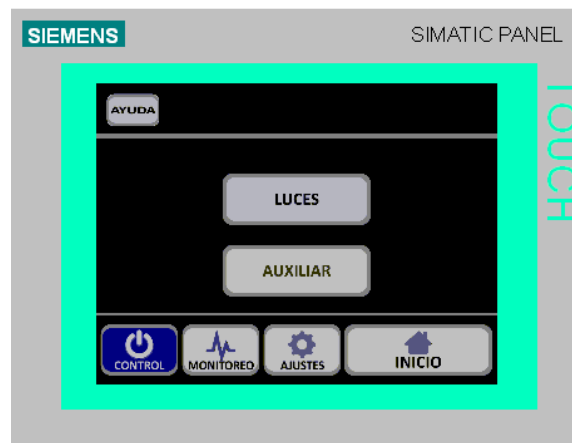 SIEMENS SIMATIC PANEL
TOUCH
AYUDA
LUCES
AUXILIAR
CONTROL MONITOREO AJUSTES INICIO